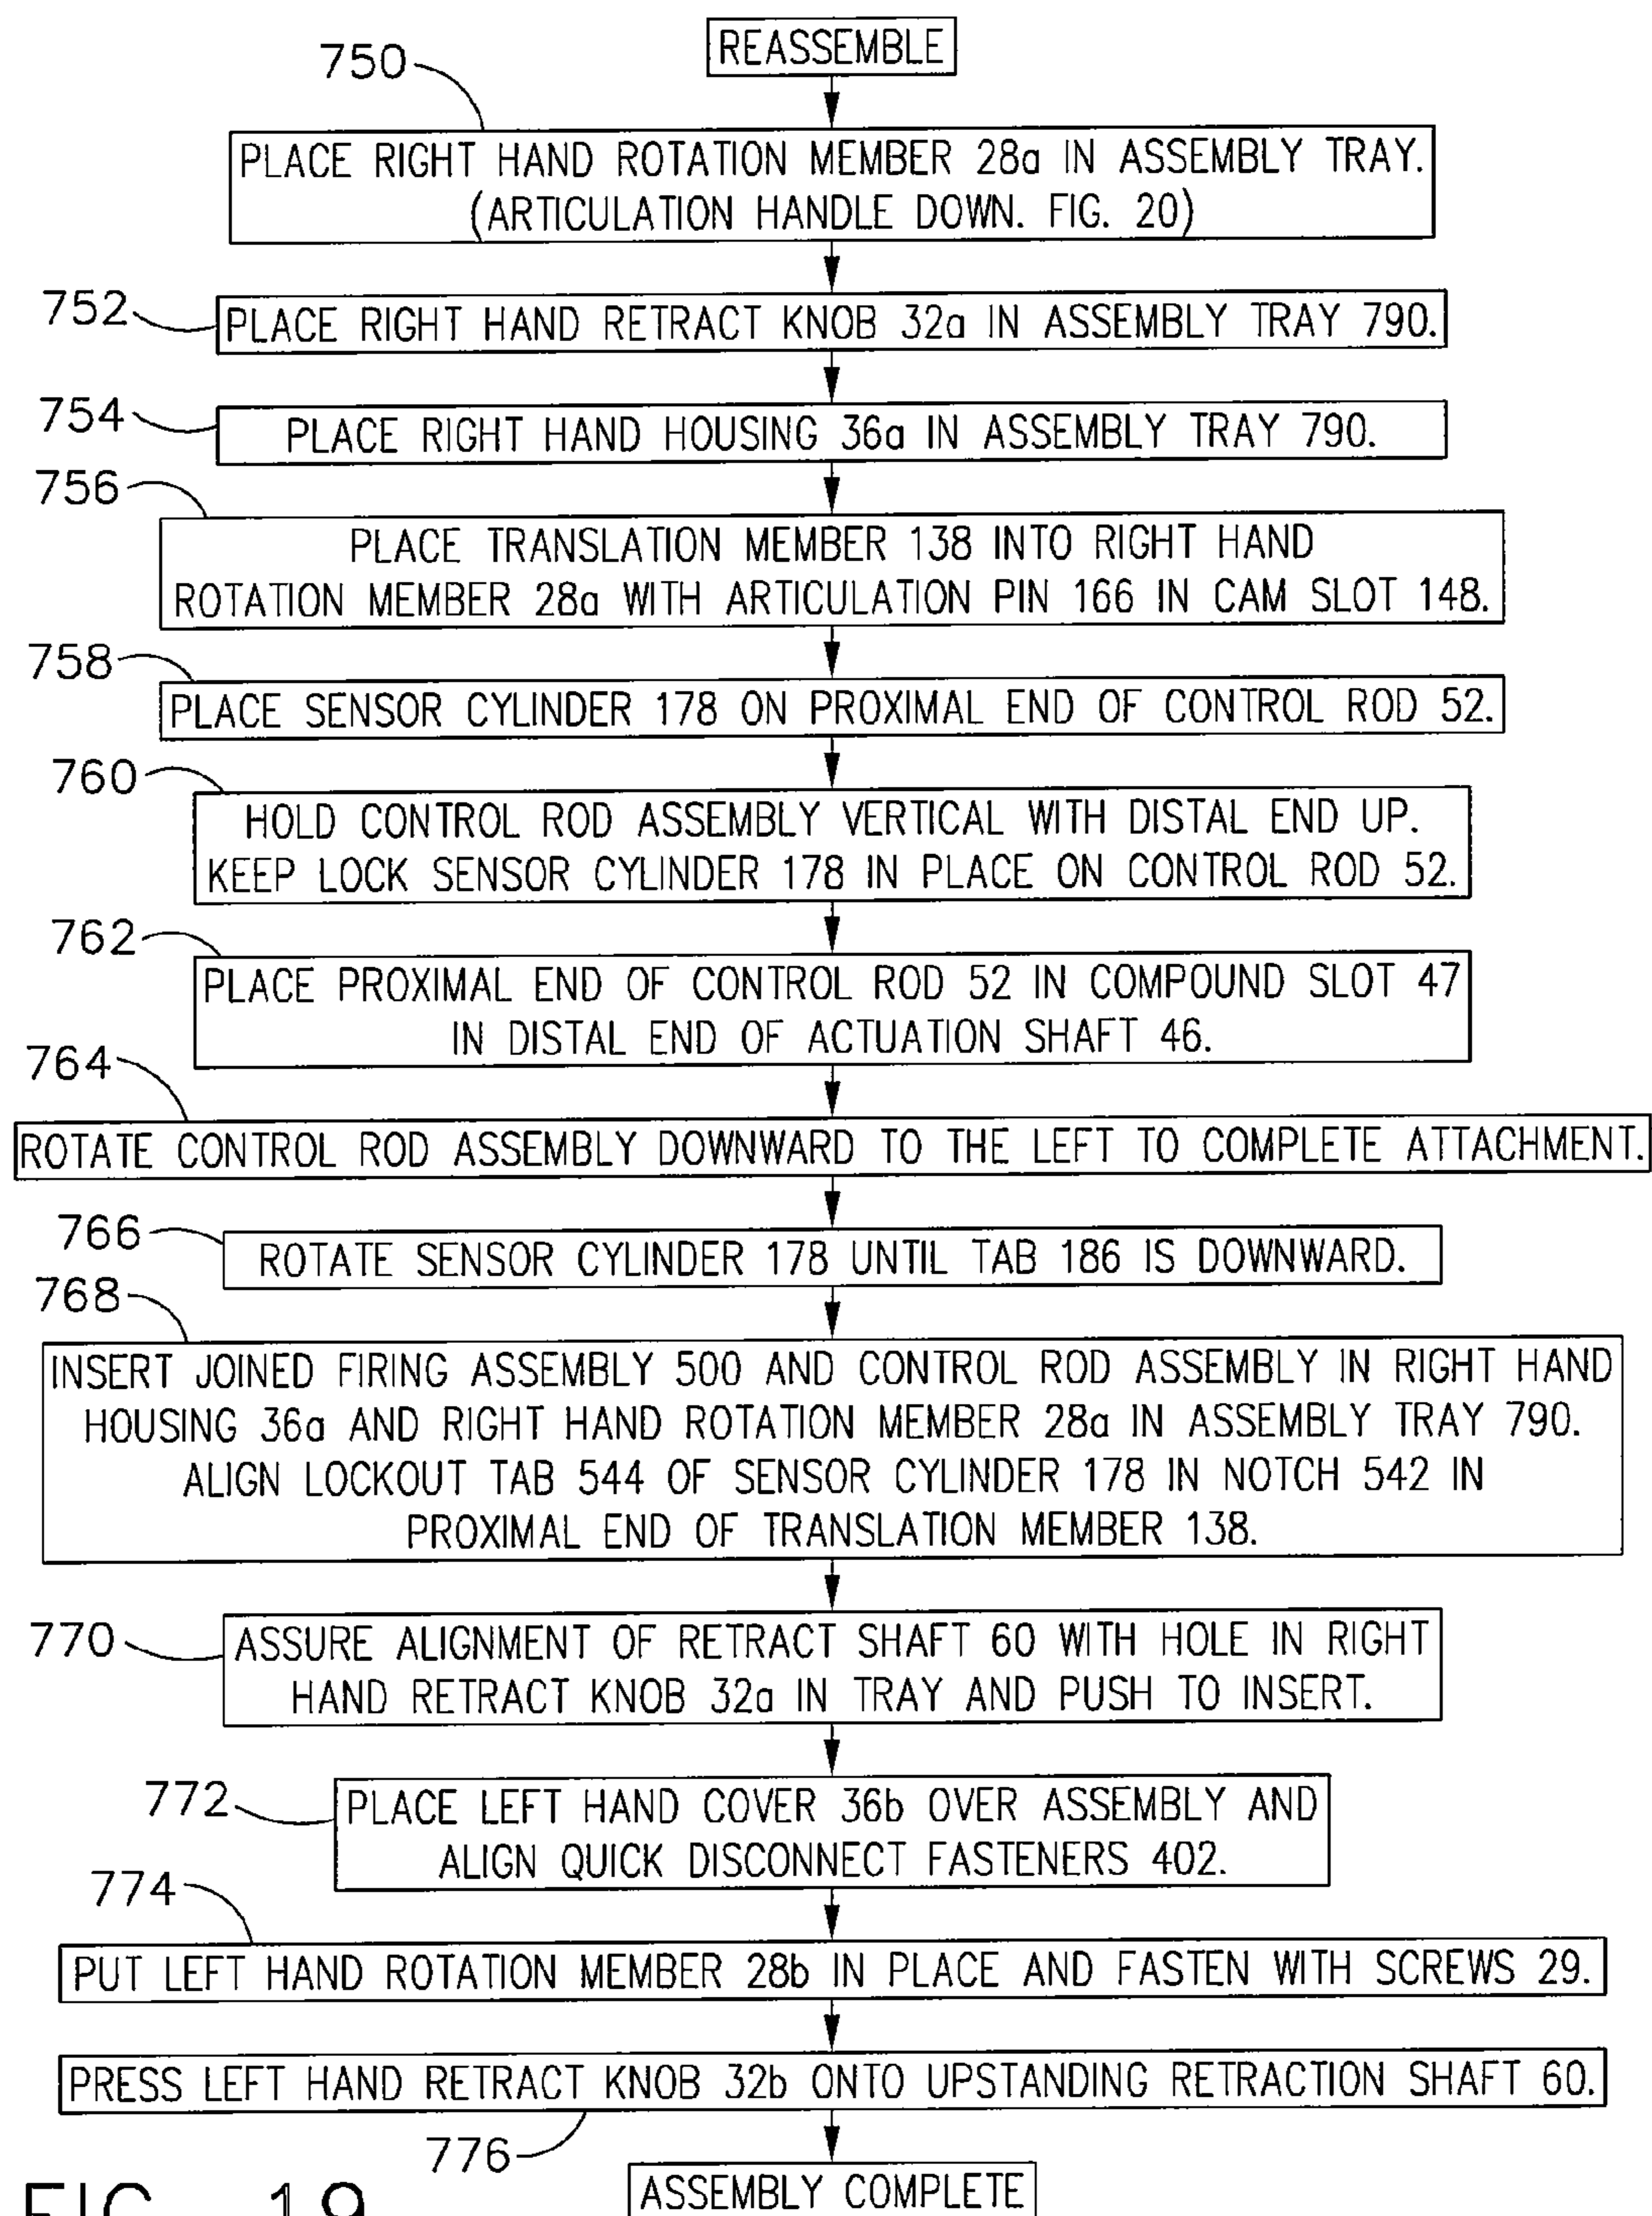 REASSEMBLE
750
PLACE RIGHT HAND ROTATION MEMBER 28a IN ASSEMBLY TRAY.
(ARTICULATION HANDLE DOWN. FIG. 20)
752
PLACE RIGHT HAND RETRACT KNOB 32a IN ASSEMBLY TRAY 790.
754
PLACE RIGHT HAND HOUSING 36a IN ASSEMBLY TRAY 790.
756
PLACE TRANSLATION MEMBER 138 INTO RIGHT HAND
ROTATION MEMBER 28a WITH ARTICULATION PIN 166 IN CAM SLOT 148.
758
PLACE SENSOR CYLINDER 178 ON PROXIMAL END OF CONTROL ROD 52.
760
HOLD CONTROL ROD ASSEMBLY VERTICAL WITH DISTAL END UP.
KEEP LOCK SENSOR CYLINDER 178 IN PLACE ON CONTROL ROD 52.
762
PLACE PROXIMAL END OF CONTROL ROD 52 IN COMPOUND SLOT 47
IN DISTAL END OF ACTUATION SHAFT 46.
764
ROTATE CONTROL ROD ASSEMBLY DOWNWARD TO THE LEFT TO COMPLETE ATTACHMENT.
766
ROTATE SENSOR CYLINDER 178 UNTIL TAB 186 IS DOWNWARD.
768
INSERT JOINED FIRING ASSEMBLY 500 AND CONTROL ROD ASSEMBLY IN RIGHT HAND
HOUSING 36a AND RIGHT HAND ROTATION MEMBER 28a IN ASSEMBLY TRAY 790.
ALIGN LOCKOUT TAB 544 OF SENSOR CYLINDER 178 IN NOTCH 542 IN
PROXIMAL END OF TRANSLATION MEMBER 138.
770
ASSURE ALIGNMENT OF RETRACT SHAFT 60 WITH HOLE IN RIGHT
HAND RETRACT KNOB 32a IN TRAY AND PUSH TO INSERT.
772
PLACE LEFT HAND COVER 36b OVER ASSEMBLY AND
ALIGN QUICK DISCONNECT FASTENERS 402.
774
PUT LEFT HAND ROTATION MEMBER 28b IN PLACE AND FASTEN WITH SCREWS 29.
PRESS LEFT HAND RETRACT KNOB 32b ONTO UPSTANDING RETRACTION SHAFT 60.
776
ASSEMBLY COMPLETE
FIG. 19